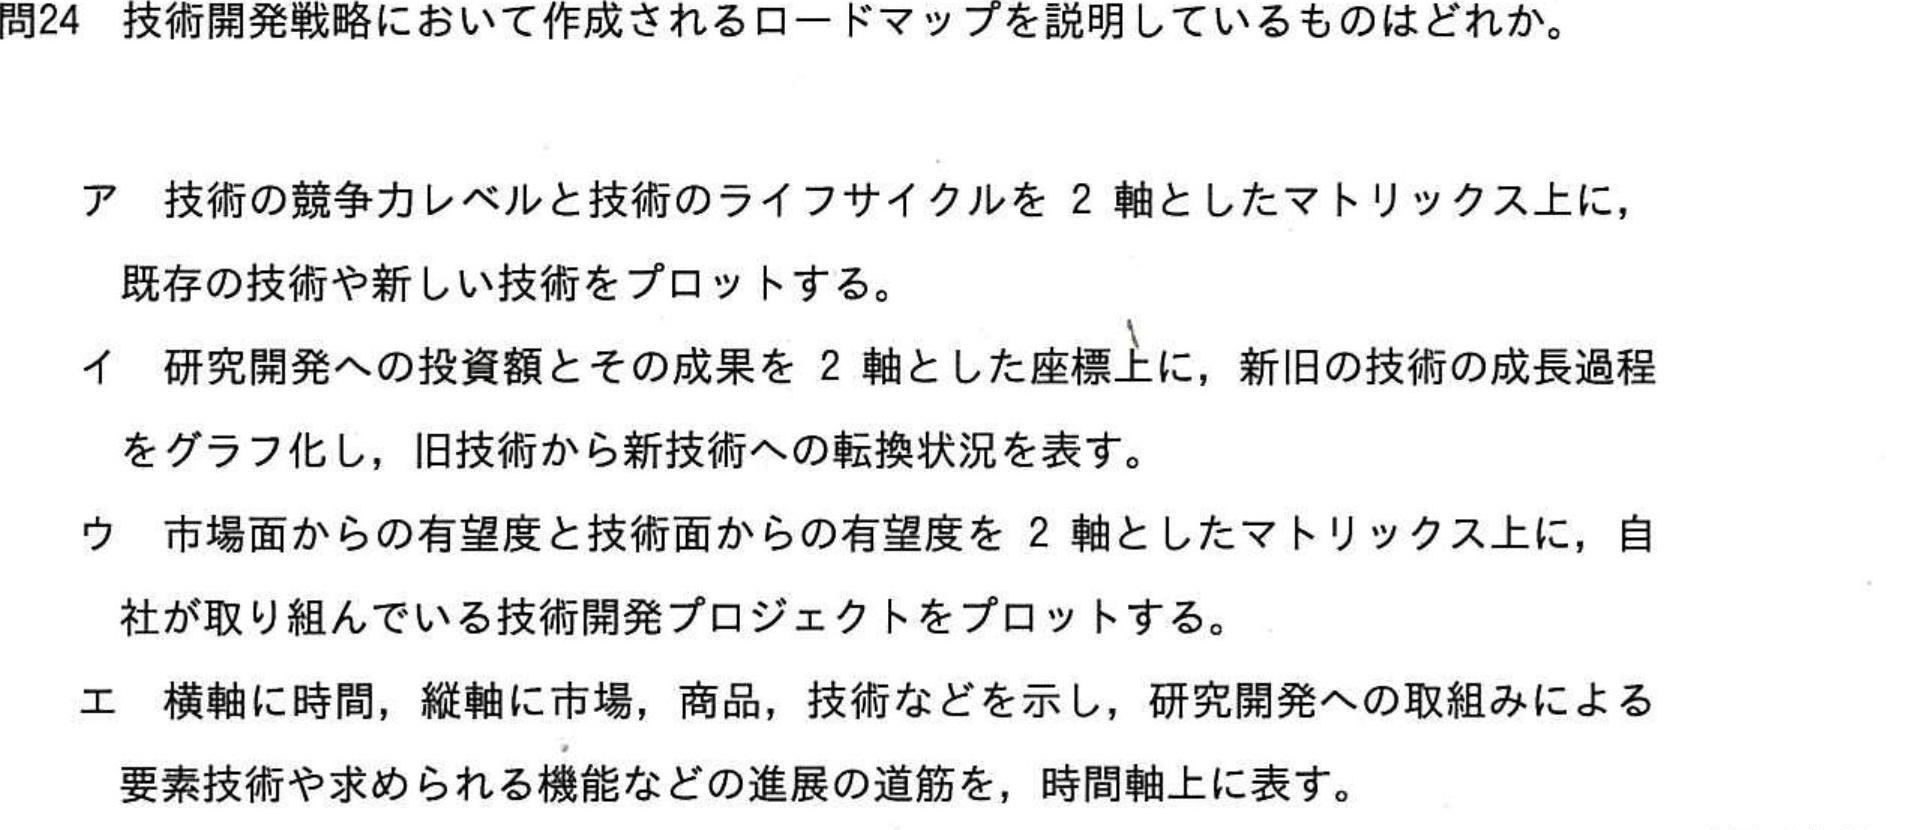 問24 技術開発戦略において作成されるロードマップを説明しているものはどれか。
ア 技術の競争力レベルと技術のライフサイクルを 2 軸としたマトリックス上に，
既存の技術や新しい技術をプロットする。
イ 研究開発への投資額とその成果を 2 軸とした座標上に，新旧の技術の成長過程
をグラフ化し，旧技術から新技術への転換状況を表す。
ウ 市場面からの有望度と技術面からの有望度を 2 軸としたマトリックス上に，自
社が取り組んでいる技術開発プロジェクトをプロットする。
エ 横軸に時間，縦軸に市場，商品，技術などを示し，研究開発への取組みによる
要素技術や求められる機能などの進展の道筋を，時間軸上に表す。